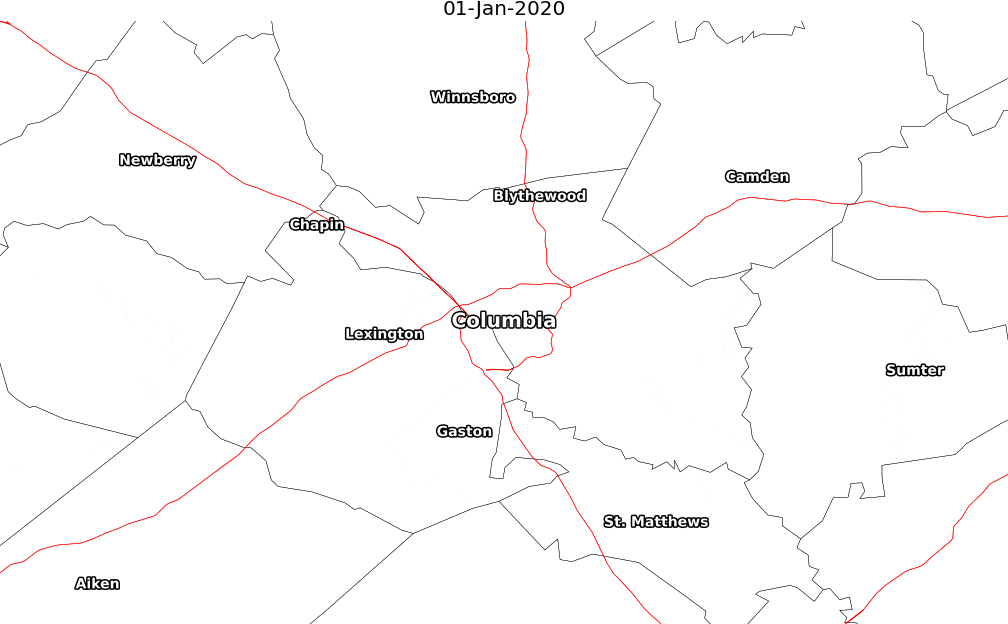 01-Jan-2020
Winnsboro
Newberry
Camden
Blythewood
Chapin
Columbia
Lexington
Sumter
Gaston
St. Matthews
Aiken